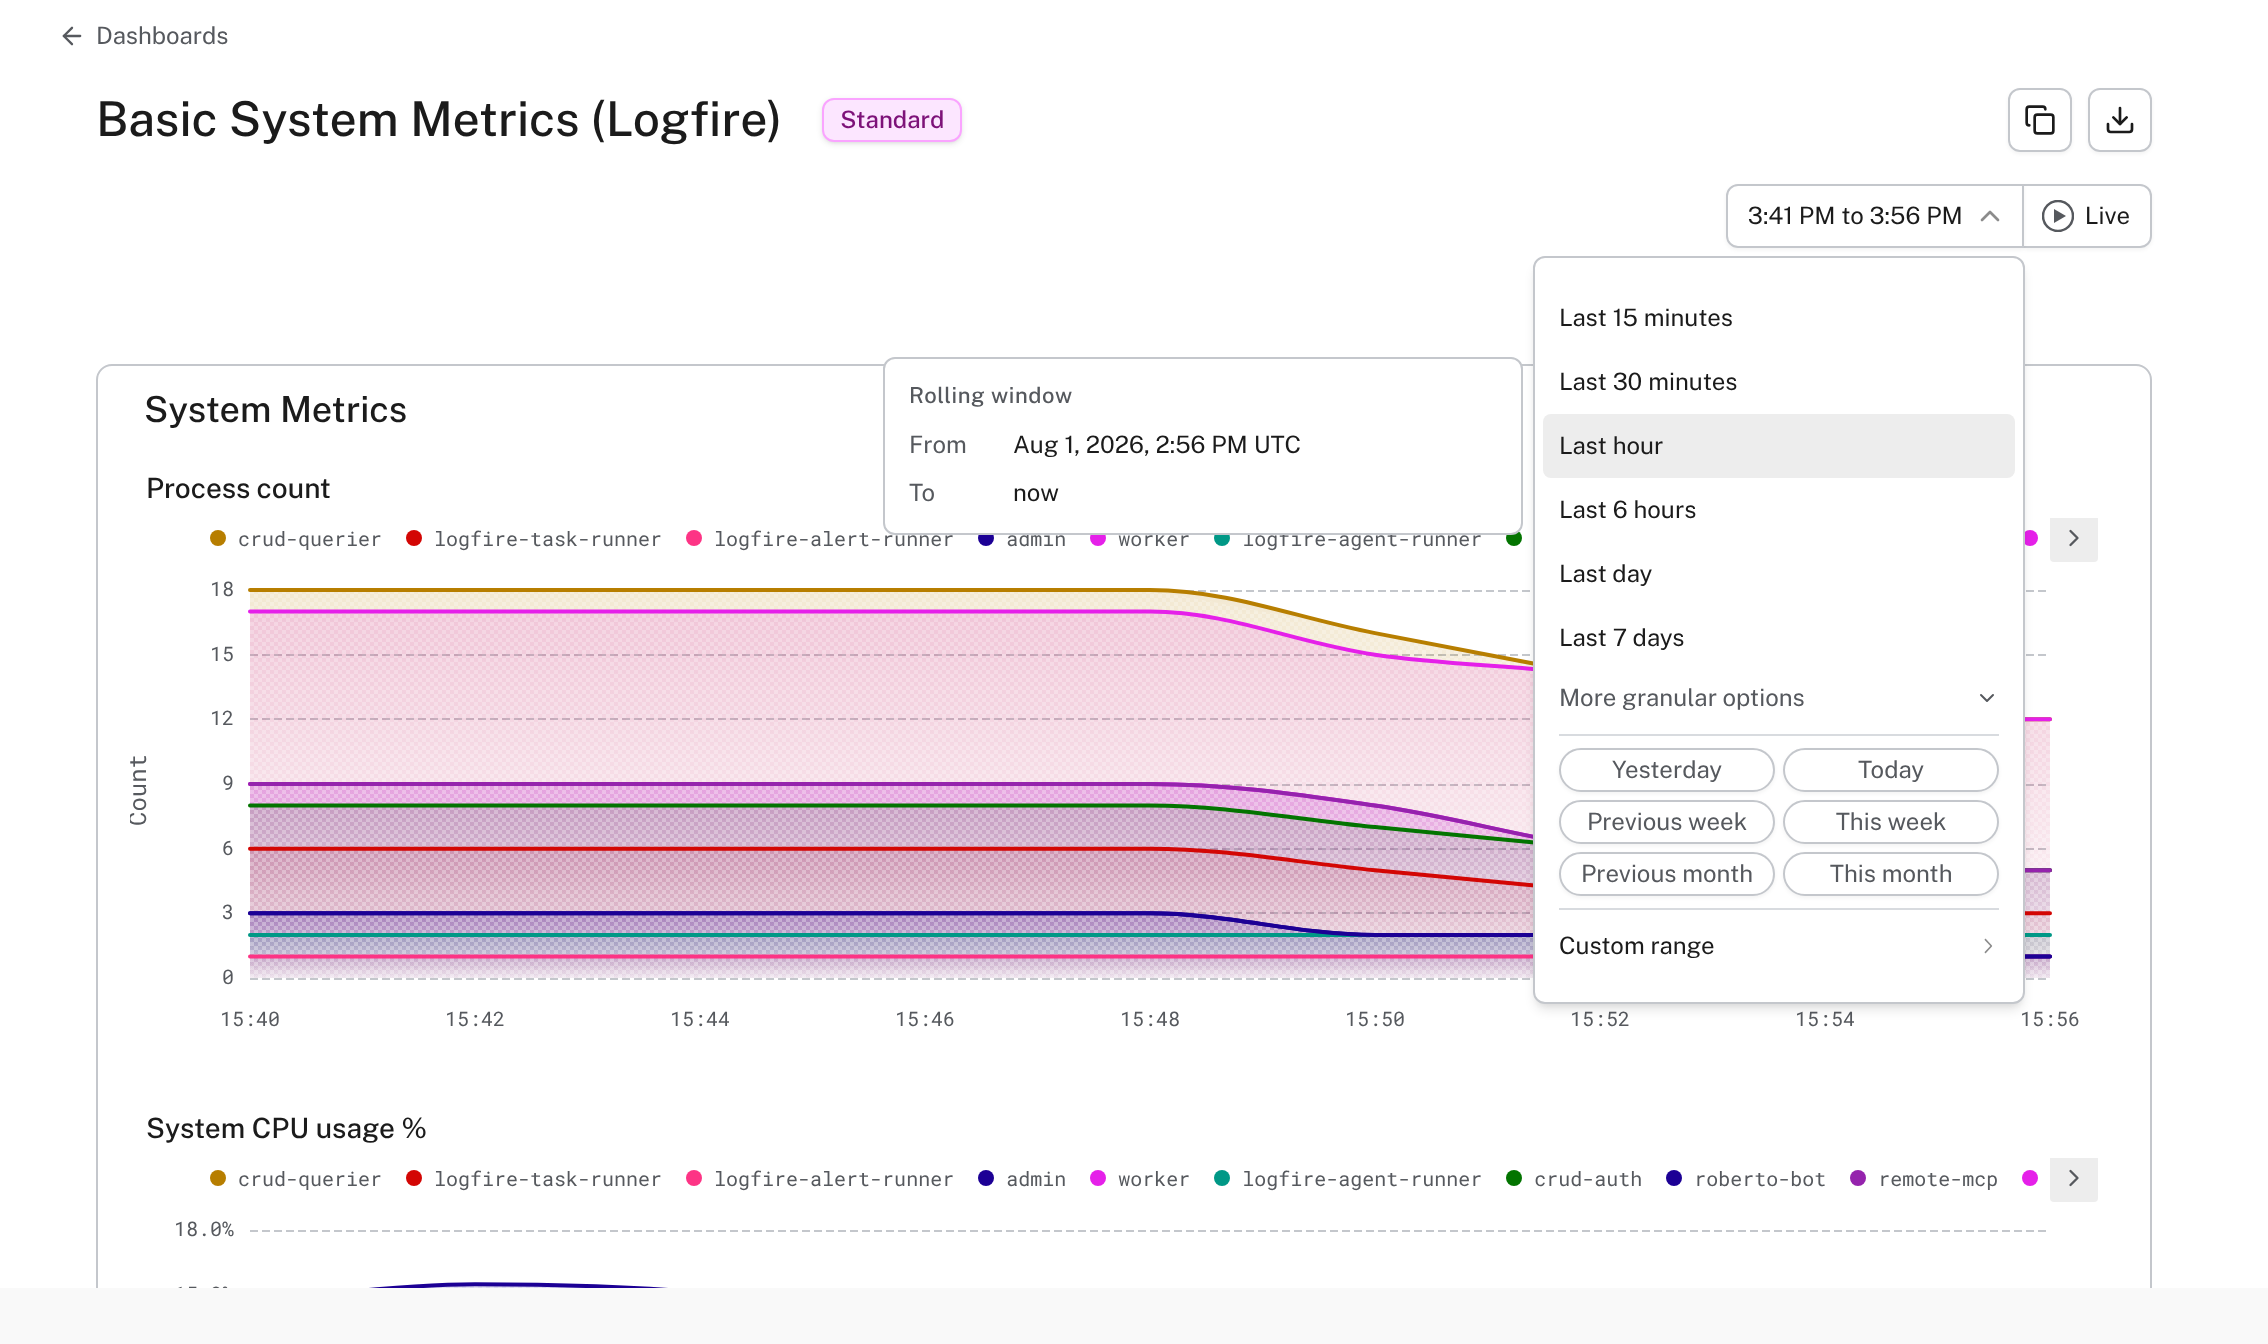 Dashboards
Basic System Metrics (Logfire)
Standard
3:41 PM to 3:56 PM
Live
Last 15 minutes
Last 30 minutes
Last hour
Last 6 hours
Last day
Last 7 days
More granular options
Yesterday
Today
Previous week
This week
Previous month
This month
Custom range
Rolling window
From Aug 1, 2026, 2:56 PM UTC
To now
System Metrics
Process count
crud-querier logfire-task-runner logfire-alert-runner admin worker logfire-agent-runner
Count
18
15
12
9
6
3
0
15:40 15:42 15:44 15:46 15:48 15:50 15:52 15:54 15:56
System CPU usage %
crud-querier logfire-task-runner logfire-alert-runner admin worker logfire-agent-runner crud-auth roberto-bot remote-mcp
18.0%